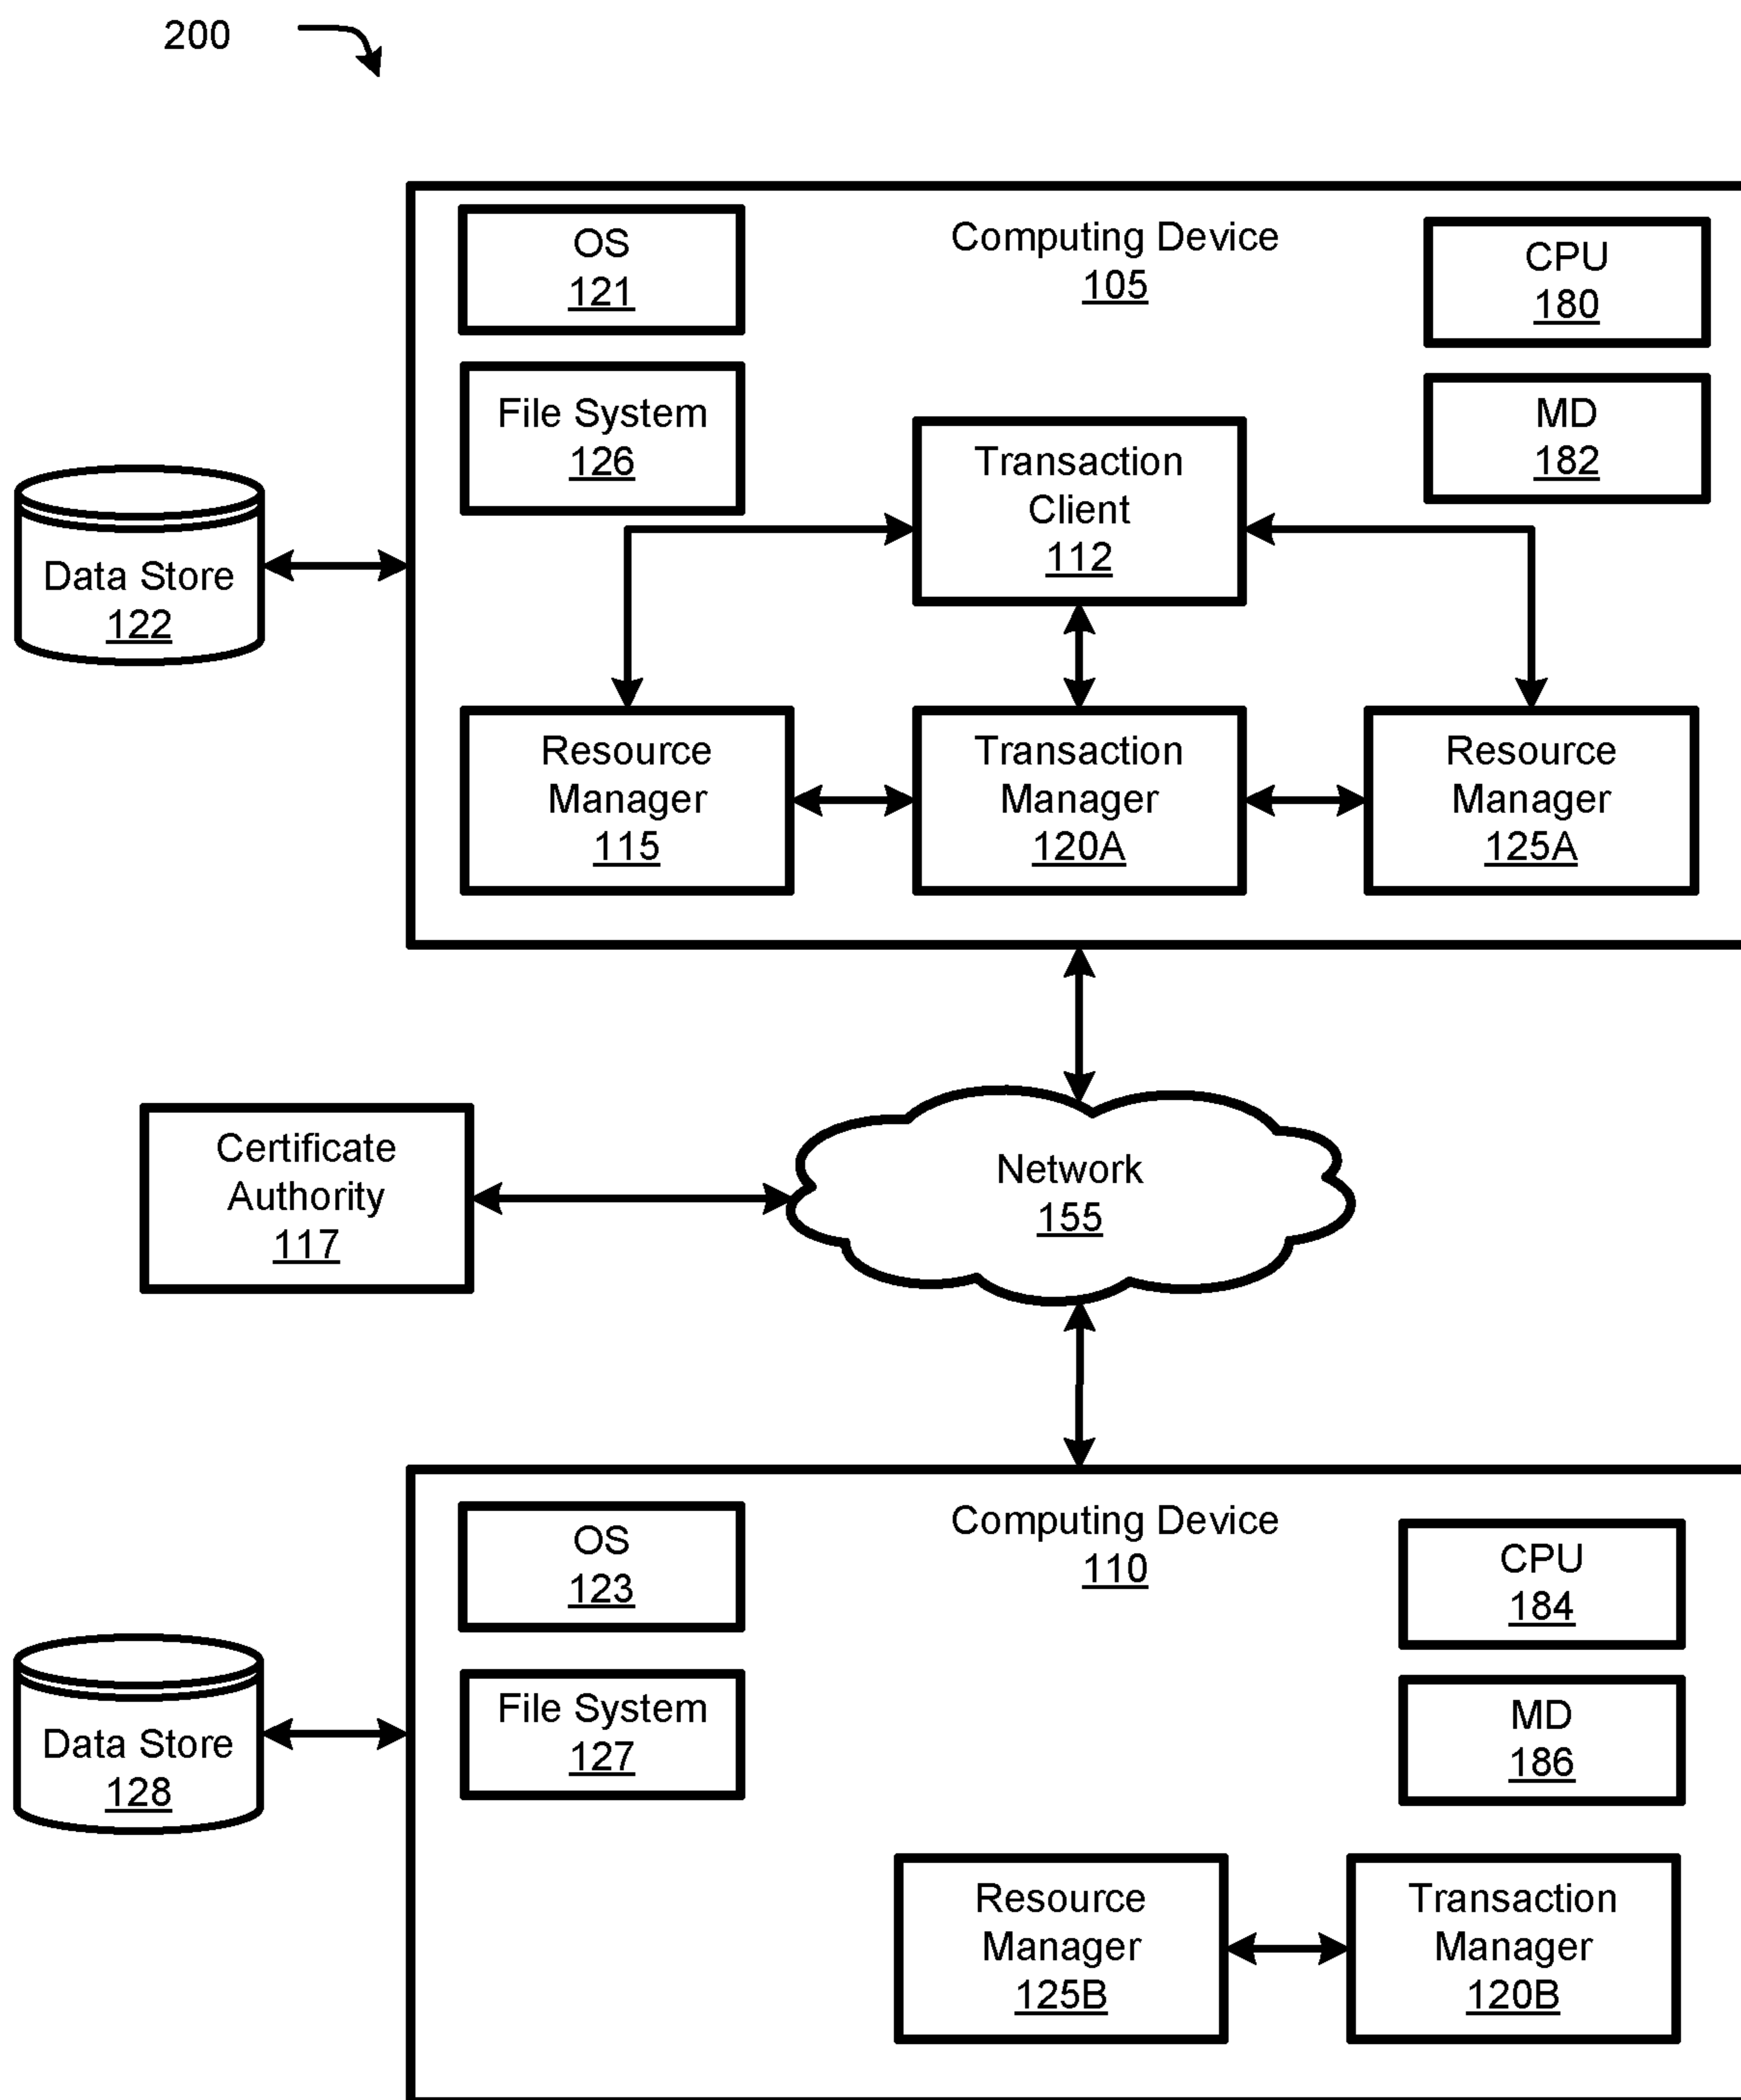 200
OS
121
Computing Device
105
CPU
180
File System
126
MD
182
Transaction
Client
112
Data Store
122
Resource
Manager
115
Transaction
Manager
120A
Resource
Manager
125A
Certificate
Authority
117
Network
155
OS
123
Computing Device
110
CPU
184
File System
127
MD
186
Data Store
128
Resource
Manager
125B
Transaction
Manager
120B